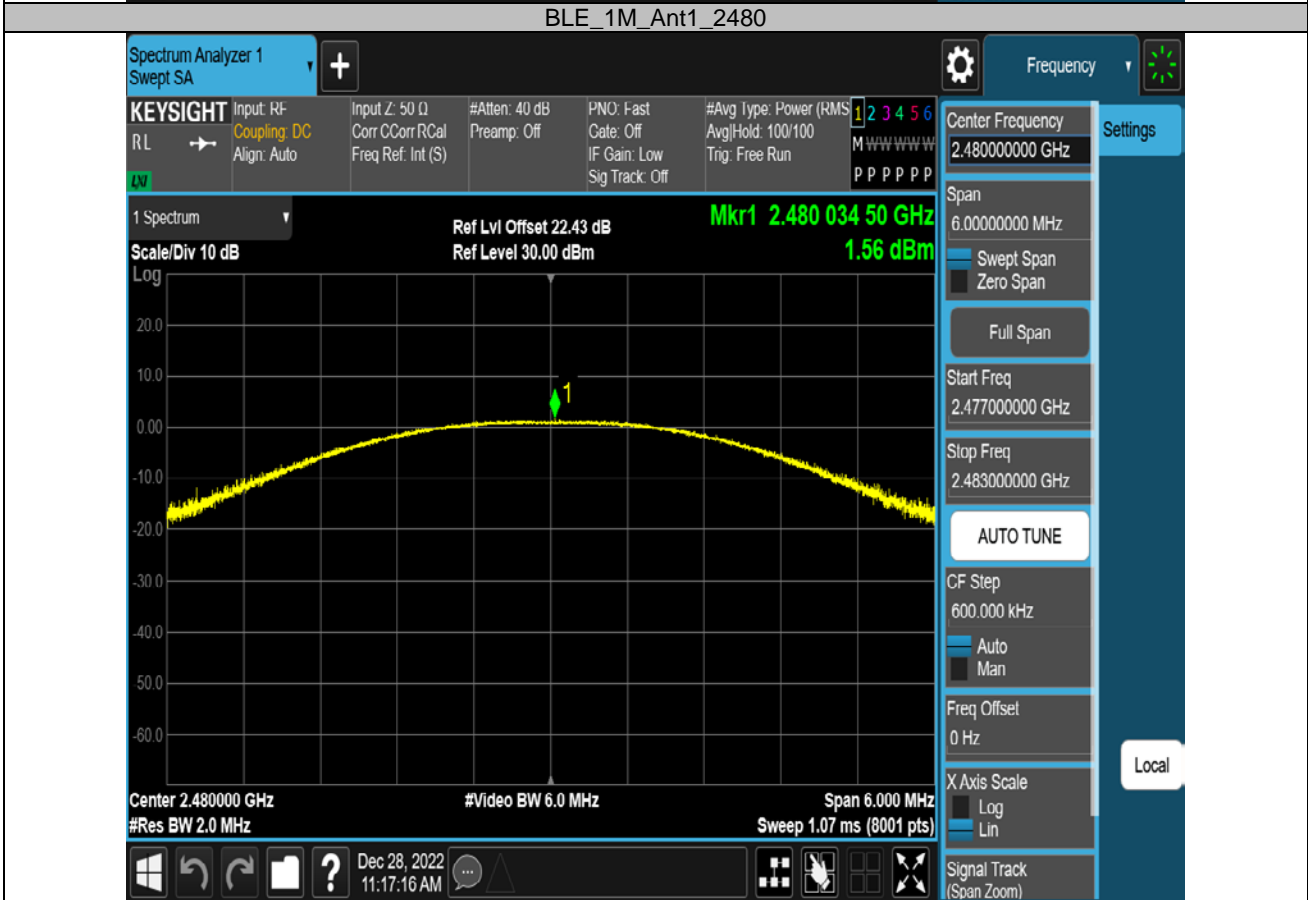 BLE_1M_Ant1_2480
Spectrum Analyzer 1
Swept SA
+
Frequency
KEYSIGHT
RL
LXI
Input: RF
Coupling: DC
Align: Auto
Input Z: 50 Ω
Corr CCorr RCal
Freq Ref: Int (S)
#Atten: 40 dB
Preamp: Off
PNO: Fast
Gate: Off
IF Gain: Low
Sig Track: Off
#Avg Type: Power (RMS
Avg|Hold: 100/100
Trig: Free Run
1 2 3 4 5 6
M W W W W W
P P P P P P
1 Spectrum
Scale/Div 10 dB
Ref Lvl Offset 22.43 dB
Ref Level 30.00 dBm
Mkr1 2.480 034 50 GHz
1.56 dBm
Log
20.0
10.0
0.00
-10.0
-20.0
-30.0
-40.0
-50.0
-60.0
1
Center 2.480000 GHz
#Res BW 2.0 MHz
#Video BW 6.0 MHz
Span 6.000 MHz
Sweep 1.07 ms (8001 pts)
Center Frequency
2.480000000 GHz
Settings
Span
6.00000000 MHz
Swept Span
Zero Span
Full Span
Start Freq
2.477000000 GHz
Stop Freq
2.483000000 GHz
AUTO TUNE
CF Step
600.000 kHz
Auto
Man
Freq Offset
0 Hz
X Axis Scale
Log
Lin
Local
Signal Track
(Span Zoom)
?
Dec 28, 2022
11:17:16 AM